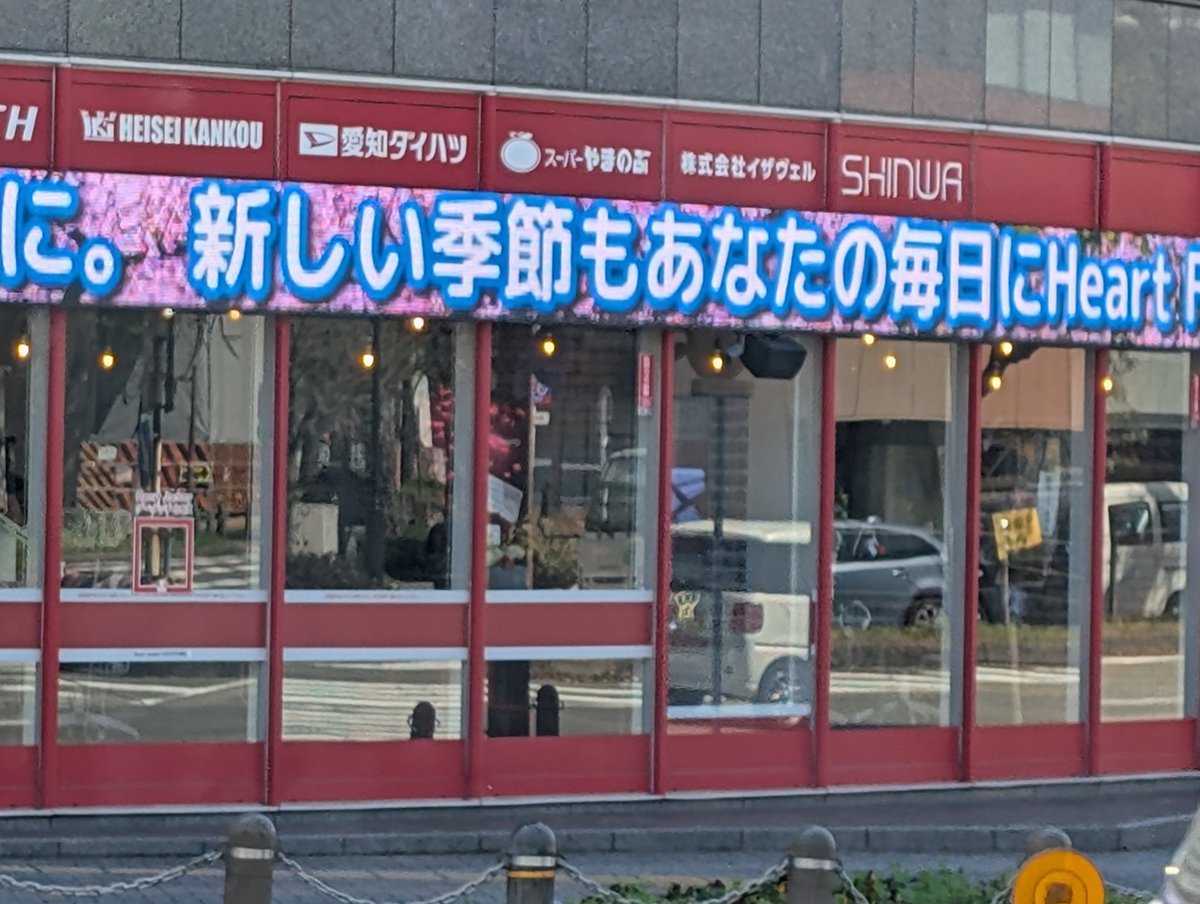 TH
HEISEI KANKOU
愛知ダイハツ
スーパーやまのぶ
株式会社イザヴェル
SHINWA
に。 新しい季節もあなたの毎日にHeart F